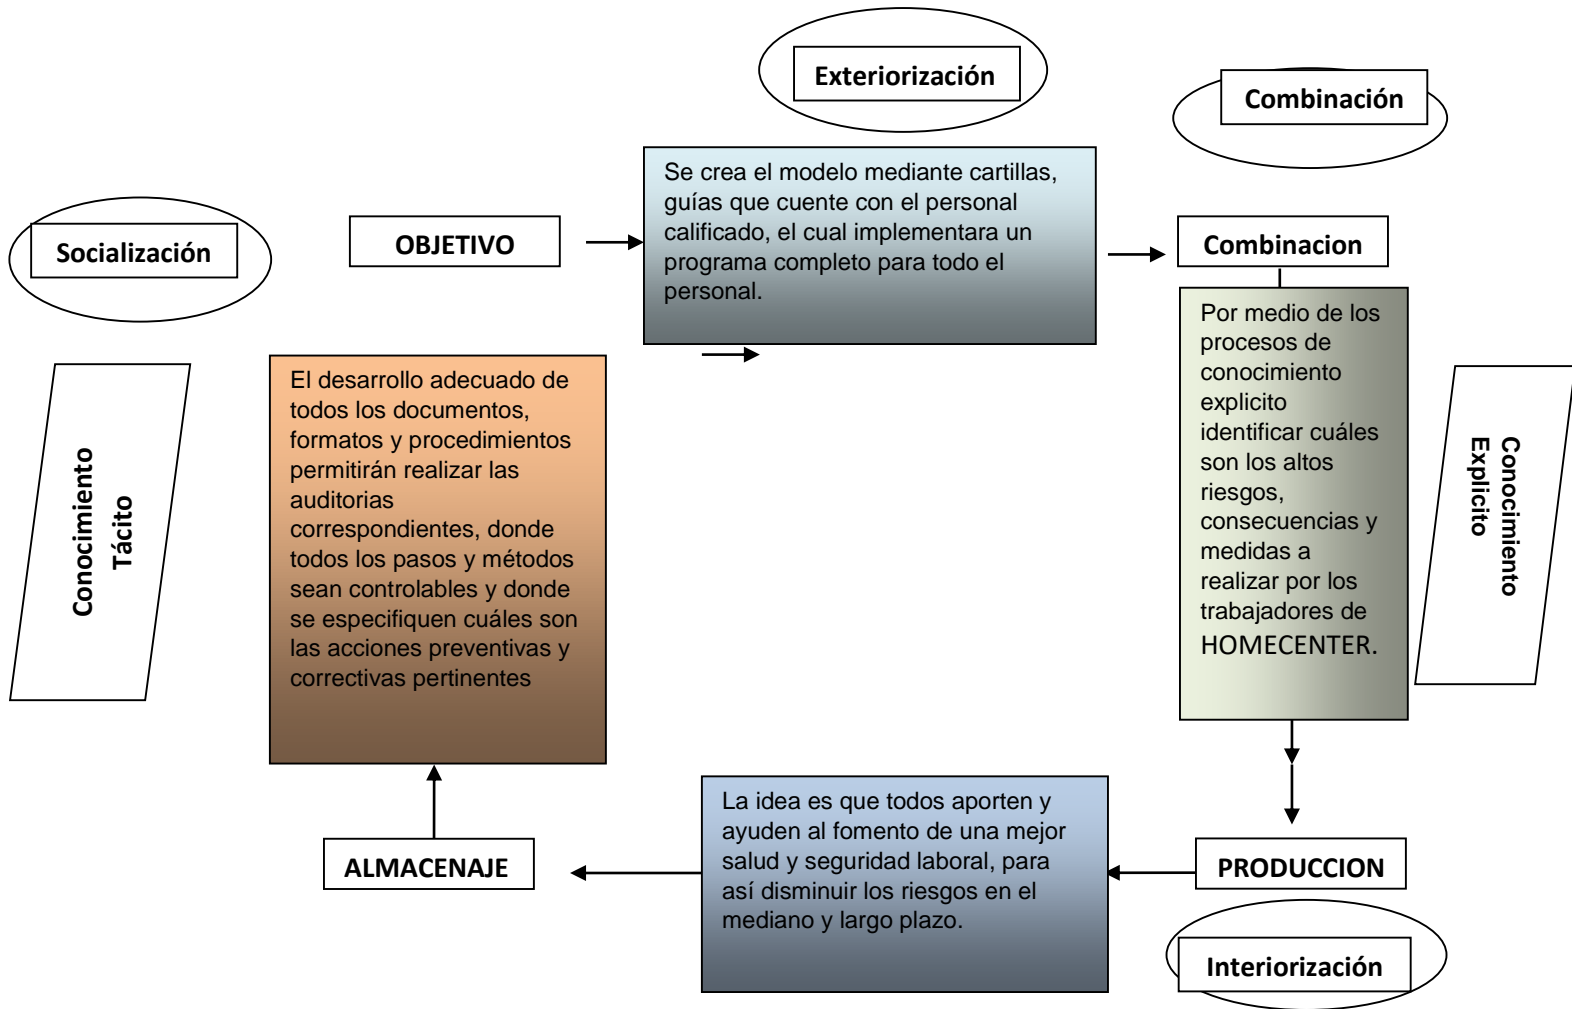 Exteriorización
Combinación
Se crea el modelo mediante cartillas,
guías que cuente con el personal
calificado, el cual implementara un
programa completo para todo el
personal.
Socialización
OBJETIVO
Combinacion
Por medio de los
procesos de
conocimiento
explicito
identificar cuáles
son los altos
riesgos,
consecuencias y
medidas a
realizar por los
trabajadores de
HOMECENTER.
El desarrollo adecuado de
todos los documentos,
formatos y procedimientos
permitirán realizar las
auditorias
correspondientes, donde
todos los pasos y métodos
sean controlables y donde
se especifiquen cuáles son
las acciones preventivas y
correctivas pertinentes
Conocimiento
Tácito
Conocimiento
Explicito
La idea es que todos aporten y
ayuden al fomento de una mejor
salud y seguridad laboral, para
así disminuir los riesgos en el
mediano y largo plazo.
ALMACENAJE
PRODUCCION
Interiorización